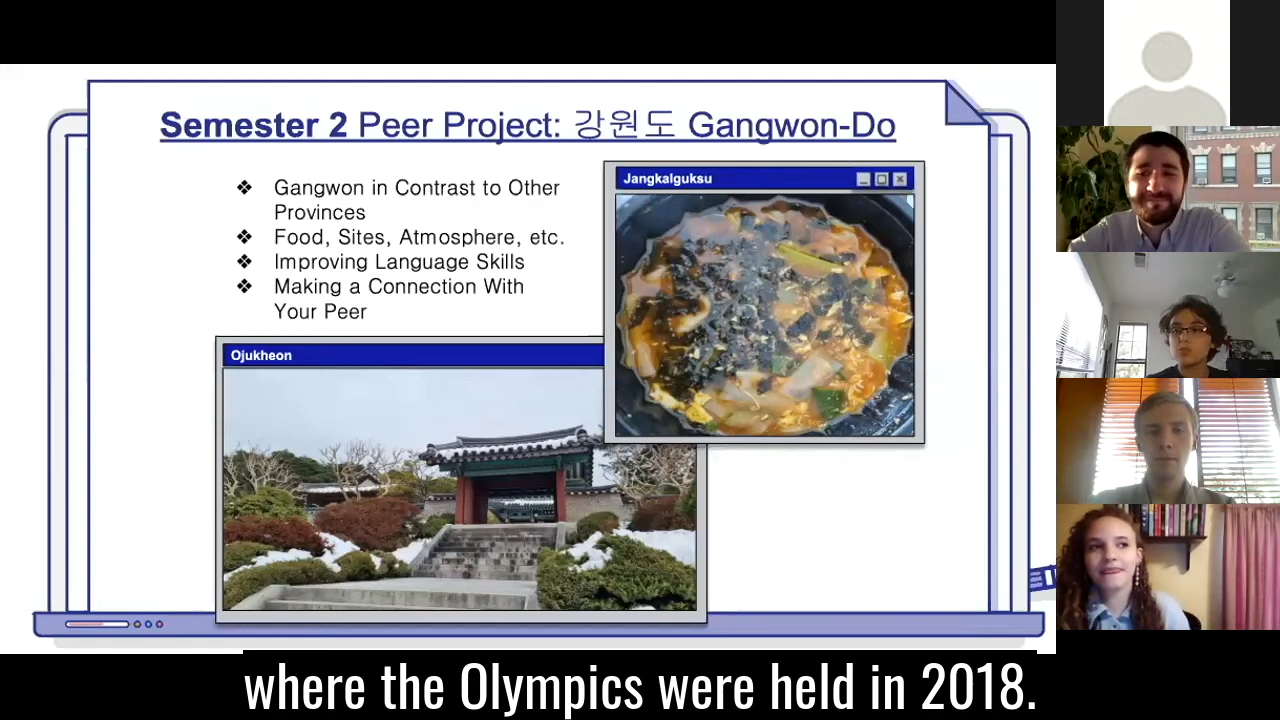 Semester 2 Peer Project: 강원도 Gangwon-Do
❖ Gangwon in Contrast to Other
Provinces
❖ Food, Sites, Atmosphere, etc.
❖ Improving Language Skills
❖ Making a Connection With
Your Peer
Jangkalguksu
Ojukheon
where the Olympics were held in 2018.